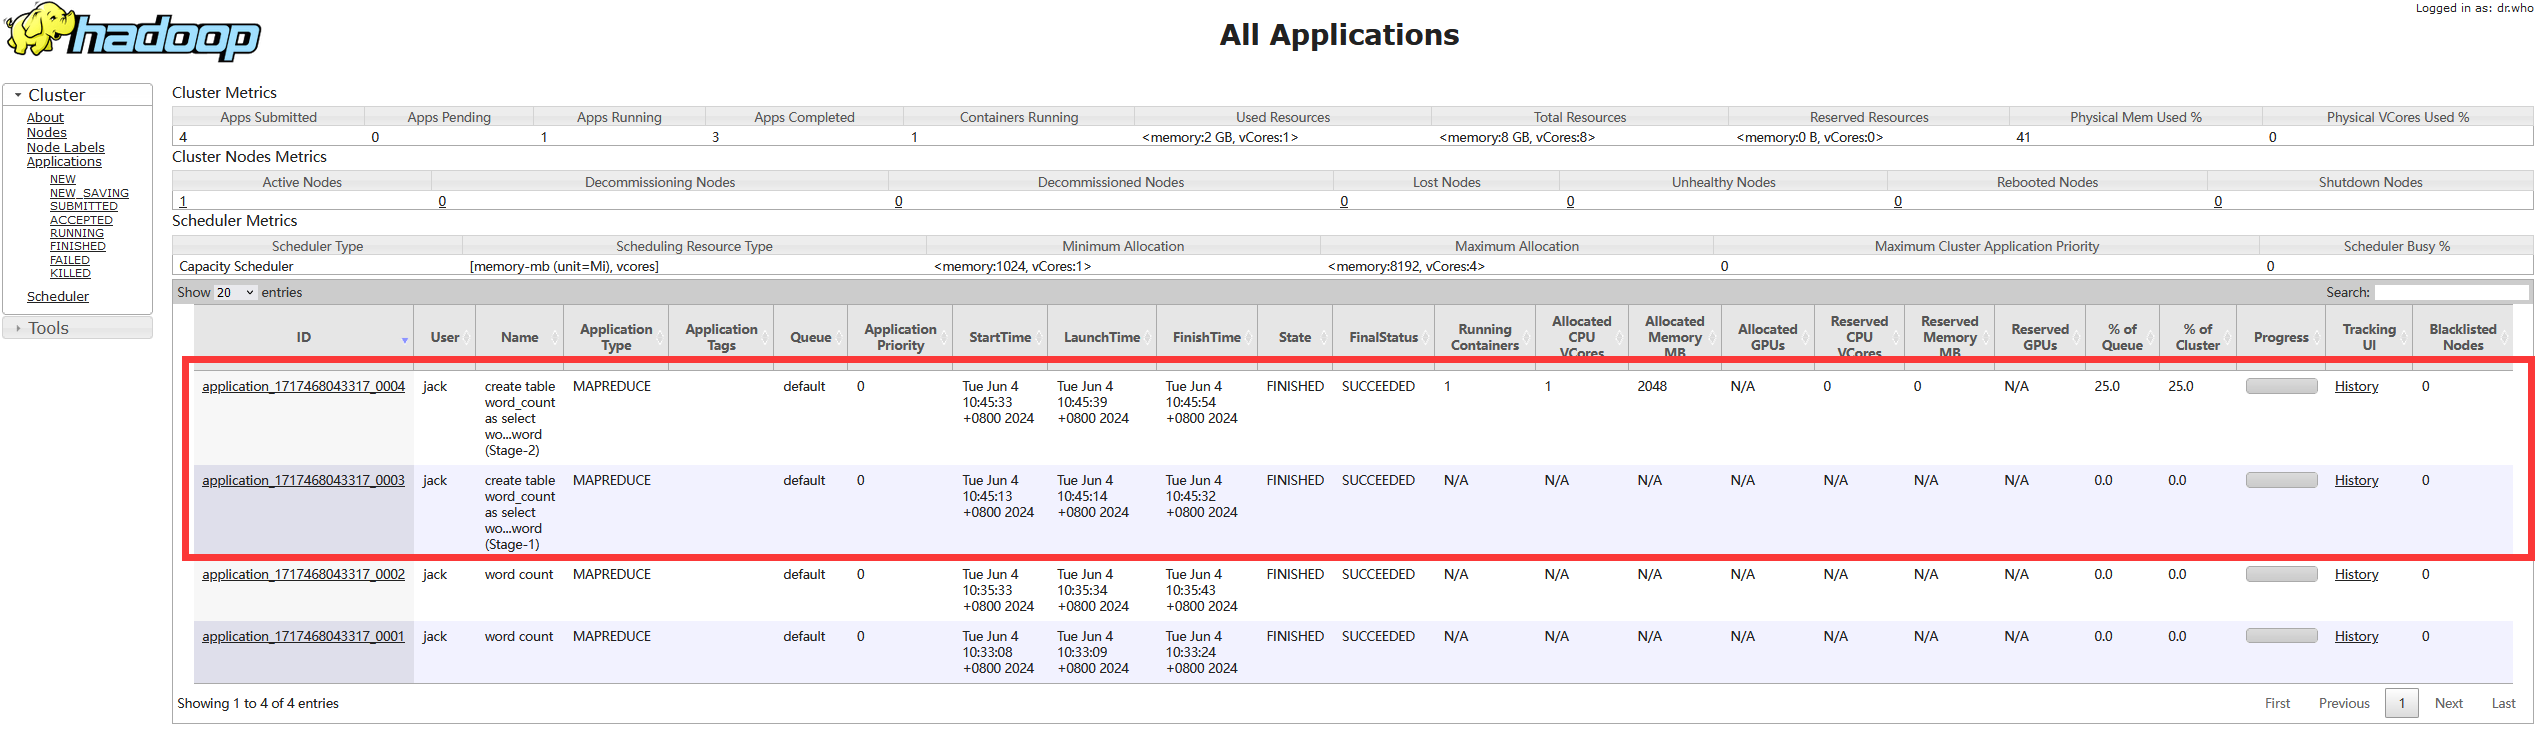 Logged in as: dr.who
hadoop
All Applications
Cluster
About
Nodes
Node Labels
Applications
NEW
NEW_SAVING
SUBMITTED
ACCEPTED
RUNNING
FINISHED
FAILED
KILLED
Scheduler
Tools
Cluster Metrics
Apps Submitted Apps Pending Apps Running Apps Completed Containers Running Used Resources Total Resources Reserved Resources Physical Mem Used % Physical VCores Used %
4 0 1 3 1 <memory:2 GB, vCores:1> <memory:8 GB, vCores:8> <memory:0 B, vCores:0> 41 0
Cluster Nodes Metrics
Active Nodes Decommissioning Nodes Decommissioned Nodes Lost Nodes Unhealthy Nodes Rebooted Nodes Shutdown Nodes
1 0 0 0 0 0 0
Scheduler Metrics
Scheduler Type Scheduling Resource Type Minimum Allocation Maximum Allocation Maximum Cluster Application Priority Scheduler Busy %
Capacity Scheduler [memory-mb (unit=Mi), vcores] <memory:1024, vCores:1> <memory:8192, vCores:4> 0 0
Show 20 entries Search:
Allocated Allocated Reserved Reserved
Application Application Application Running CPU Memory Allocated CPU Memory Reserved % of % of Tracking Blacklisted
ID User Name Type Tags Queue Priority StartTime LaunchTime FinishTime State FinalStatus Containers VCores MB GPUs VCores MB GPUs Queue Cluster Progress UI Nodes
application_1717468043317_0004 jack create table MAPREDUCE default 0 Tue Jun 4 Tue Jun 4 Tue Jun 4 FINISHED SUCCEEDED 1 1 2048 N/A 0 0 N/A 25.0 25.0 History 0
word_count 10:45:33 10:45:39 10:45:54
as select +0800 2024 +0800 2024 +0800 2024
wo...word
(Stage-2)
application_1717468043317_0003 jack create table MAPREDUCE default 0 Tue Jun 4 Tue Jun 4 Tue Jun 4 FINISHED SUCCEEDED N/A N/A N/A N/A N/A N/A N/A 0.0 0.0 History 0
word_count 10:45:13 10:45:14 10:45:32
as select +0800 2024 +0800 2024 +0800 2024
wo...word
(Stage-1)
application_1717468043317_0002 jack word count MAPREDUCE default 0 Tue Jun 4 Tue Jun 4 Tue Jun 4 FINISHED SUCCEEDED N/A N/A N/A N/A N/A N/A N/A 0.0 0.0 History 0
10:35:33 10:35:34 10:35:43
+0800 2024 +0800 2024 +0800 2024
application_1717468043317_0001 jack word count MAPREDUCE default 0 Tue Jun 4 Tue Jun 4 Tue Jun 4 FINISHED SUCCEEDED N/A N/A N/A N/A N/A N/A N/A 0.0 0.0 History 0
10:33:08 10:33:09 10:33:24
+0800 2024 +0800 2024 +0800 2024
Showing 1 to 4 of 4 entries First Previous 1 Next Last